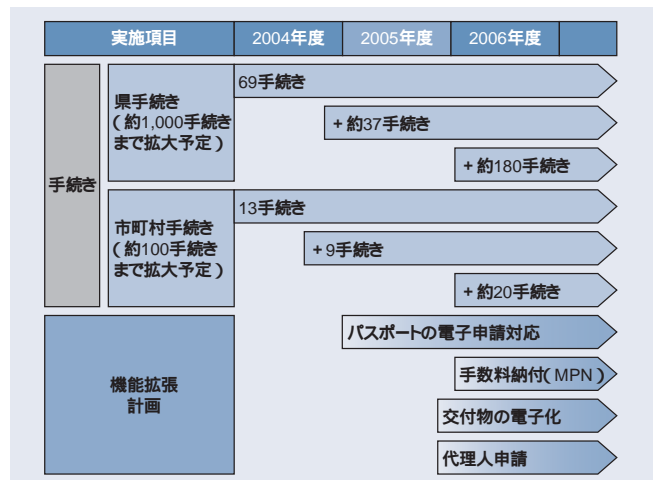 実施項目 2004年度 2005年度 2006年度
手続き
県手続き
（約1,000手続き
まで拡大予定）
69手続き
+ 約37手続き
+ 約180手続き
市町村手続き
（約100手続き
まで拡大予定）
13手続き
+ 9手続き
+ 約20手続き
機能拡張
計画
パスポートの電子申請対応
手数料納付（MPN）
交付物の電子化
代理人申請